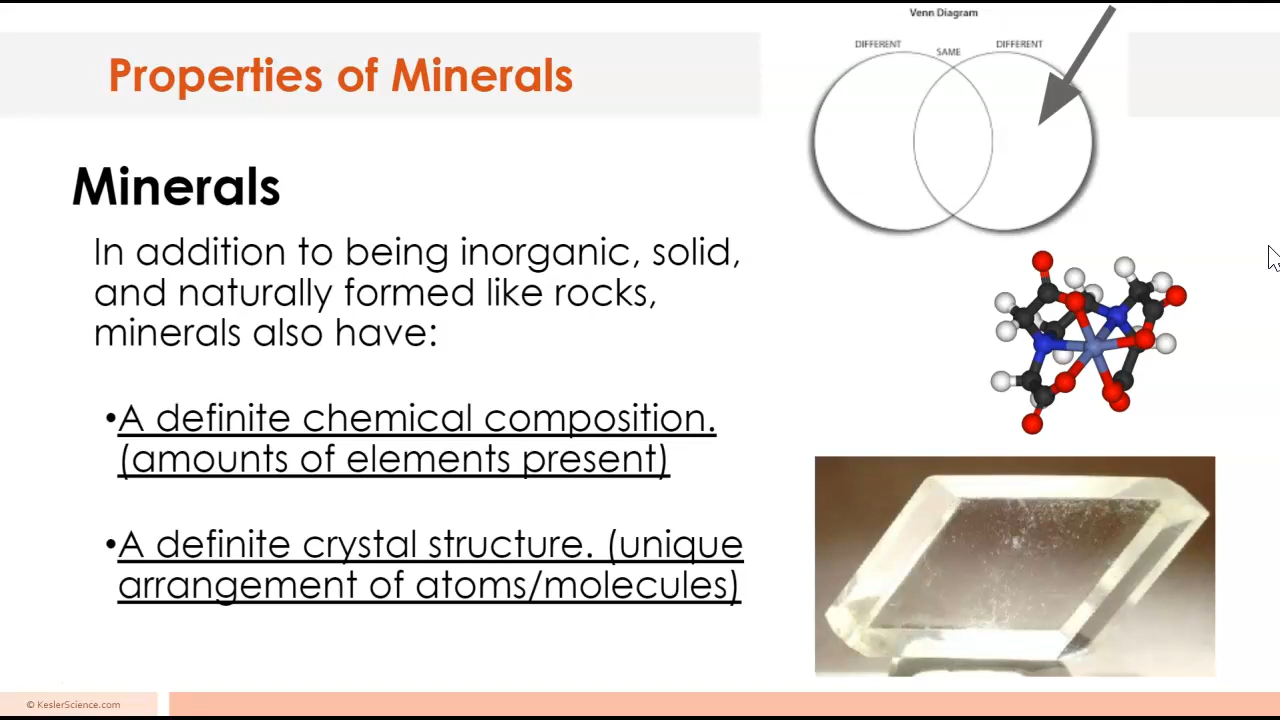 Venn Diagram
DIFFERENT SAME DIFFERENT
Properties of Minerals
Minerals
In addition to being inorganic, solid,
and naturally formed like rocks,
minerals also have:
•A definite chemical composition.
(amounts of elements present)
•A definite crystal structure. (unique
arrangement of atoms/molecules)
© KeslerScience.com